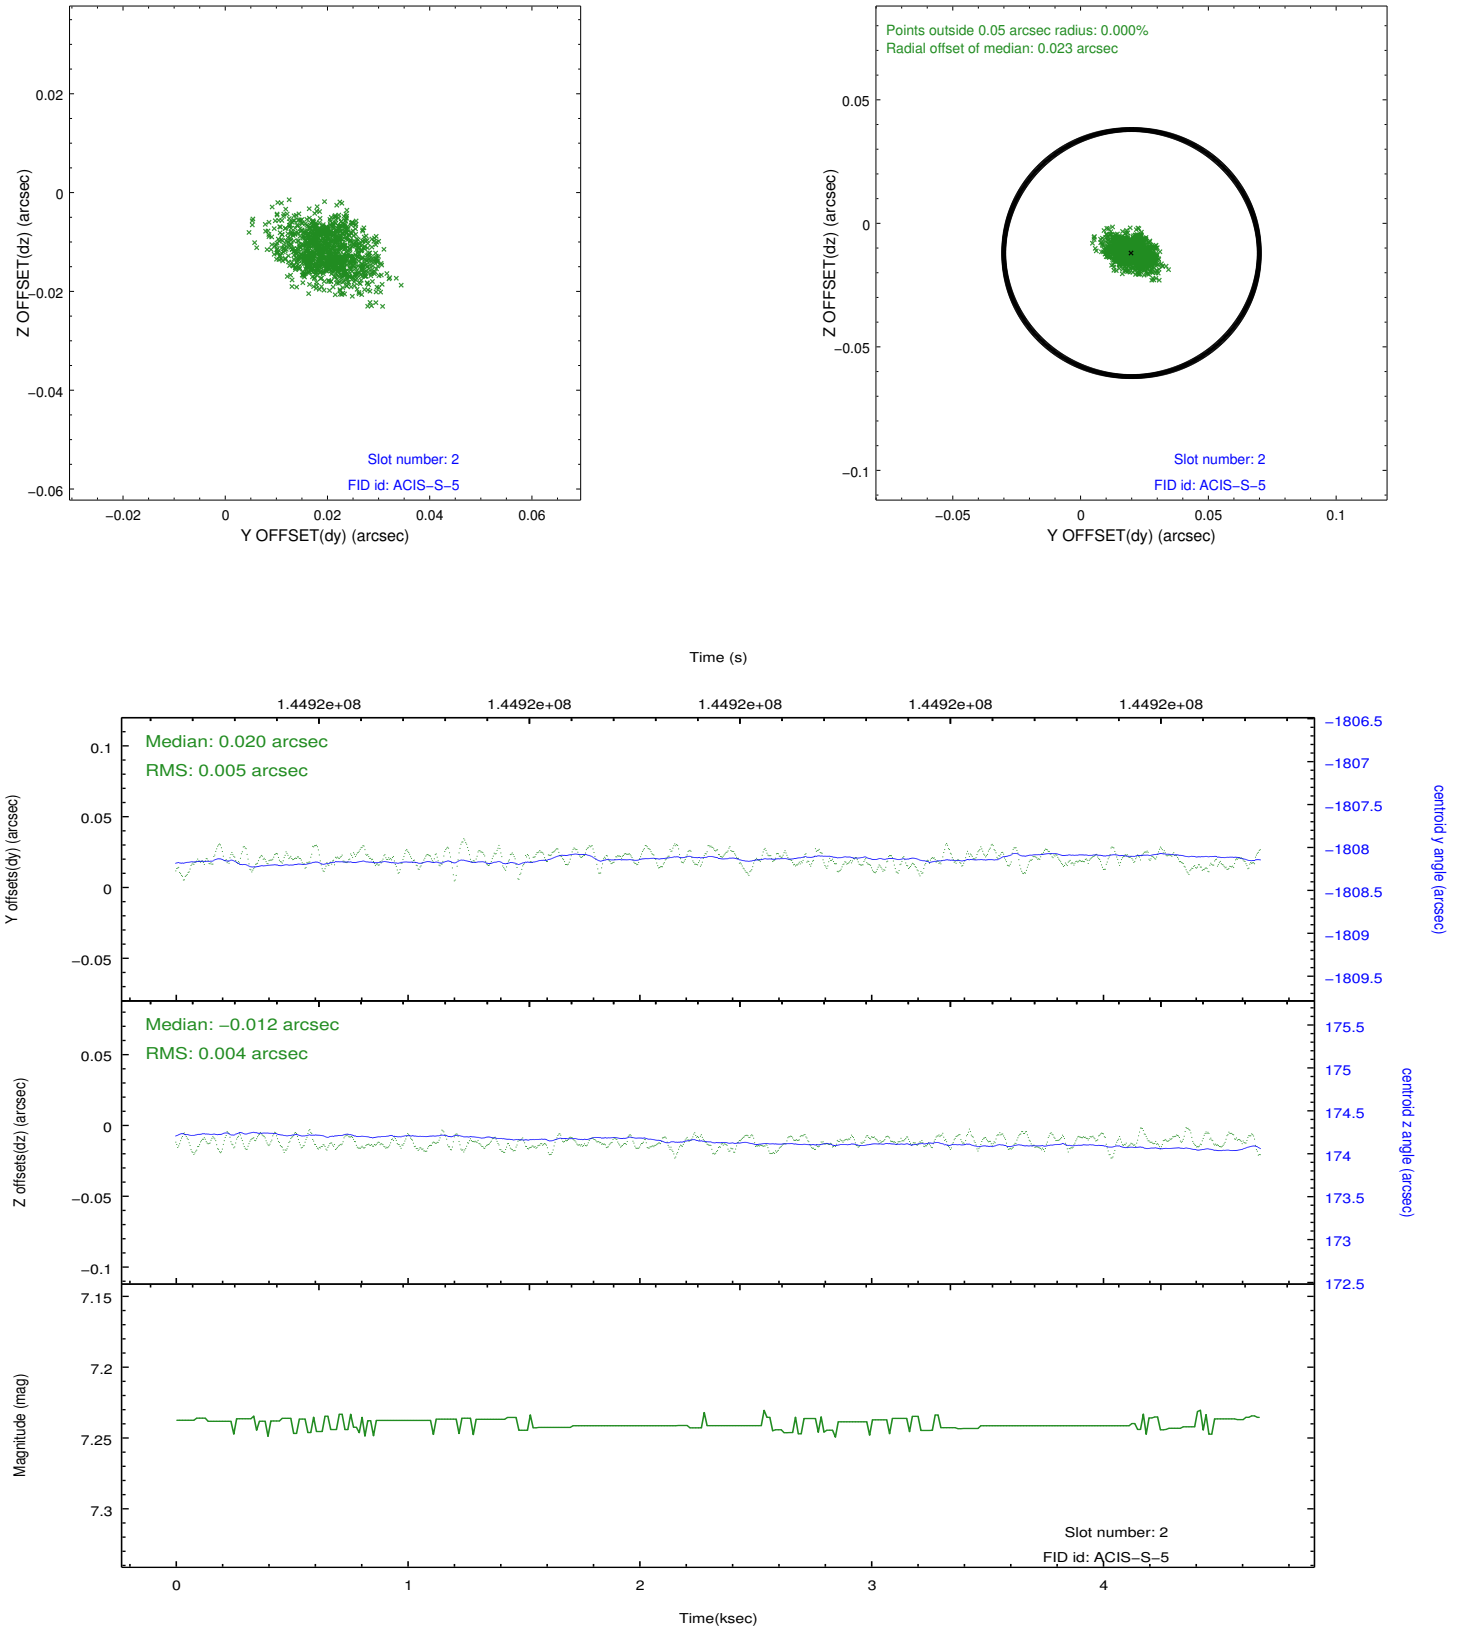 0.02
0
−0.02
−0.04
−0.06
Z OFFSET(dz) (arcsec)
Slot number: 2
FID id: ACIS−S−5
−0.02 0 0.02 0.04 0.06
Y OFFSET(dy) (arcsec)
Points outside 0.05 arcsec radius: 0.000%
Radial offset of median: 0.023 arcsec
0.05
0
−0.05
−0.1
Z OFFSET(dz) (arcsec)
Slot number: 2
FID id: ACIS−S−5
−0.05 0 0.05 0.1
Y OFFSET(dy) (arcsec)
Time (s)
1.4492e+08 1.4492e+08 1.4492e+08 1.4492e+08 1.4492e+08
Median: 0.020 arcsec
RMS: 0.005 arcsec
0.1
0.05
0
−0.05
Y offsets(dy) (arcsec)
−1806.5
−1807
−1807.5
−1808
−1808.5
−1809
−1809.5
centroid y angle (arcsec)
Median: −0.012 arcsec
RMS: 0.004 arcsec
0.05
0
−0.05
−0.1
Z offsets(dz) (arcsec)
175.5
175
174.5
174
173.5
173
172.5
centroid z angle (arcsec)
7.15
7.2
7.25
7.3
Magnitude (mag)
Slot number: 2
FID id: ACIS−S−5
0 1 2 3 4
Time(ksec)